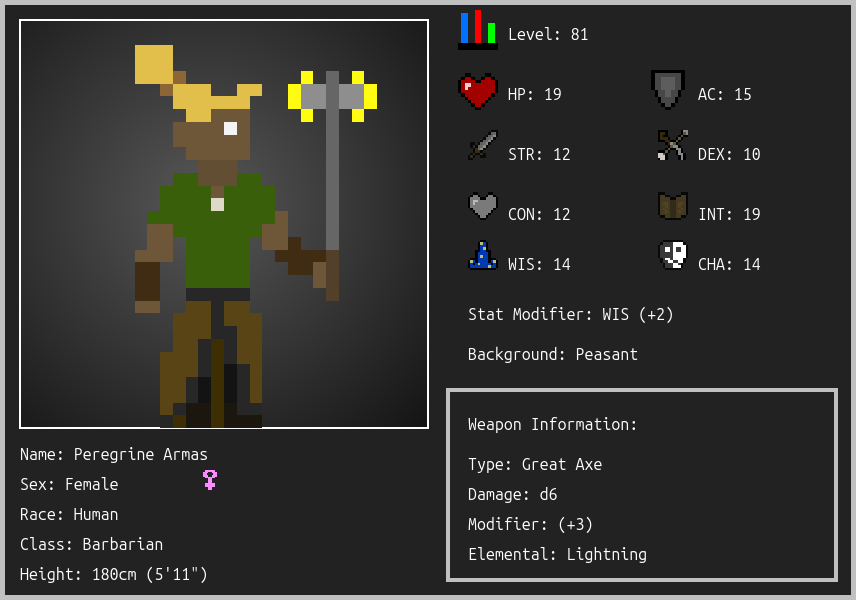 Level: 81
HP: 19
AC: 15
STR: 12
DEX: 10
CON: 12
INT: 19
WIS: 14
CHA: 14
Stat Modifier: WIS (+2)
Background: Peasant
Name: Peregrine Armas
Sex: Female
Race: Human
Class: Barbarian
Height: 180cm (5'11")
Weapon Information:
Type: Great Axe
Damage: d6
Modifier: (+3)
Elemental: Lightning